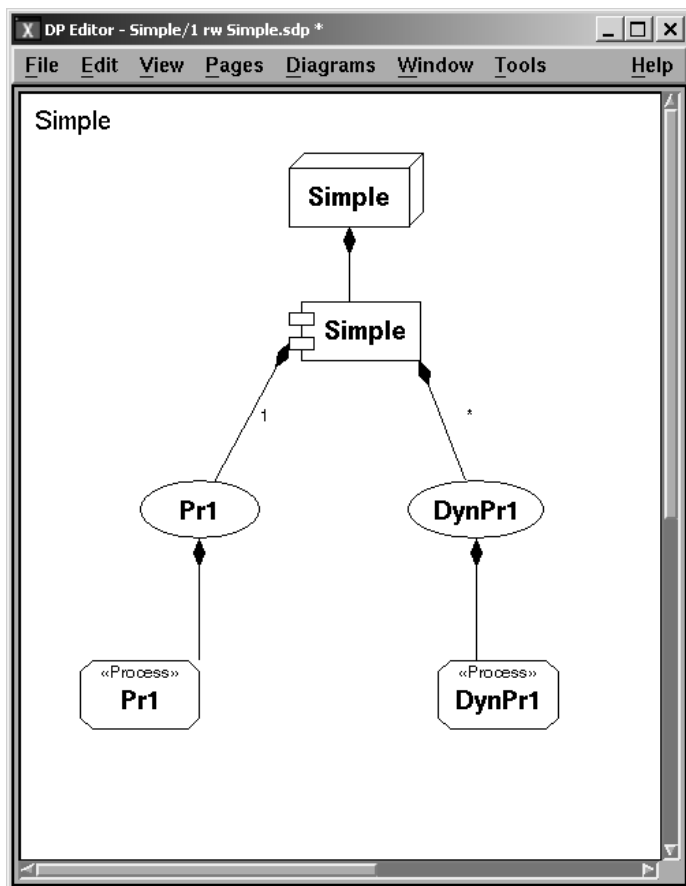 X DP Editor - Simple/1 rw Simple.sdp *
File Edit View Pages Diagrams Window Tools Help
Simple
Simple
Simple
1 *
Pr1 DynPr1
«Process» «Process»
Pr1 DynPr1